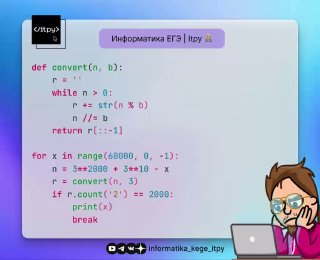 </itpy>
Информатика ЕГЭ | itpy
def convert(n, b):
    r = ''
    while n > 0:
        r += str(n % b)
        n //= b
    return r[::-1]
for x in range(60000, 0, -1):
    n = 3**2000 + 3**10 - x
    r = convert(n, 3)
    if r.count('2') == 2000:
        print(x)
        break
informatika_kege_itpy